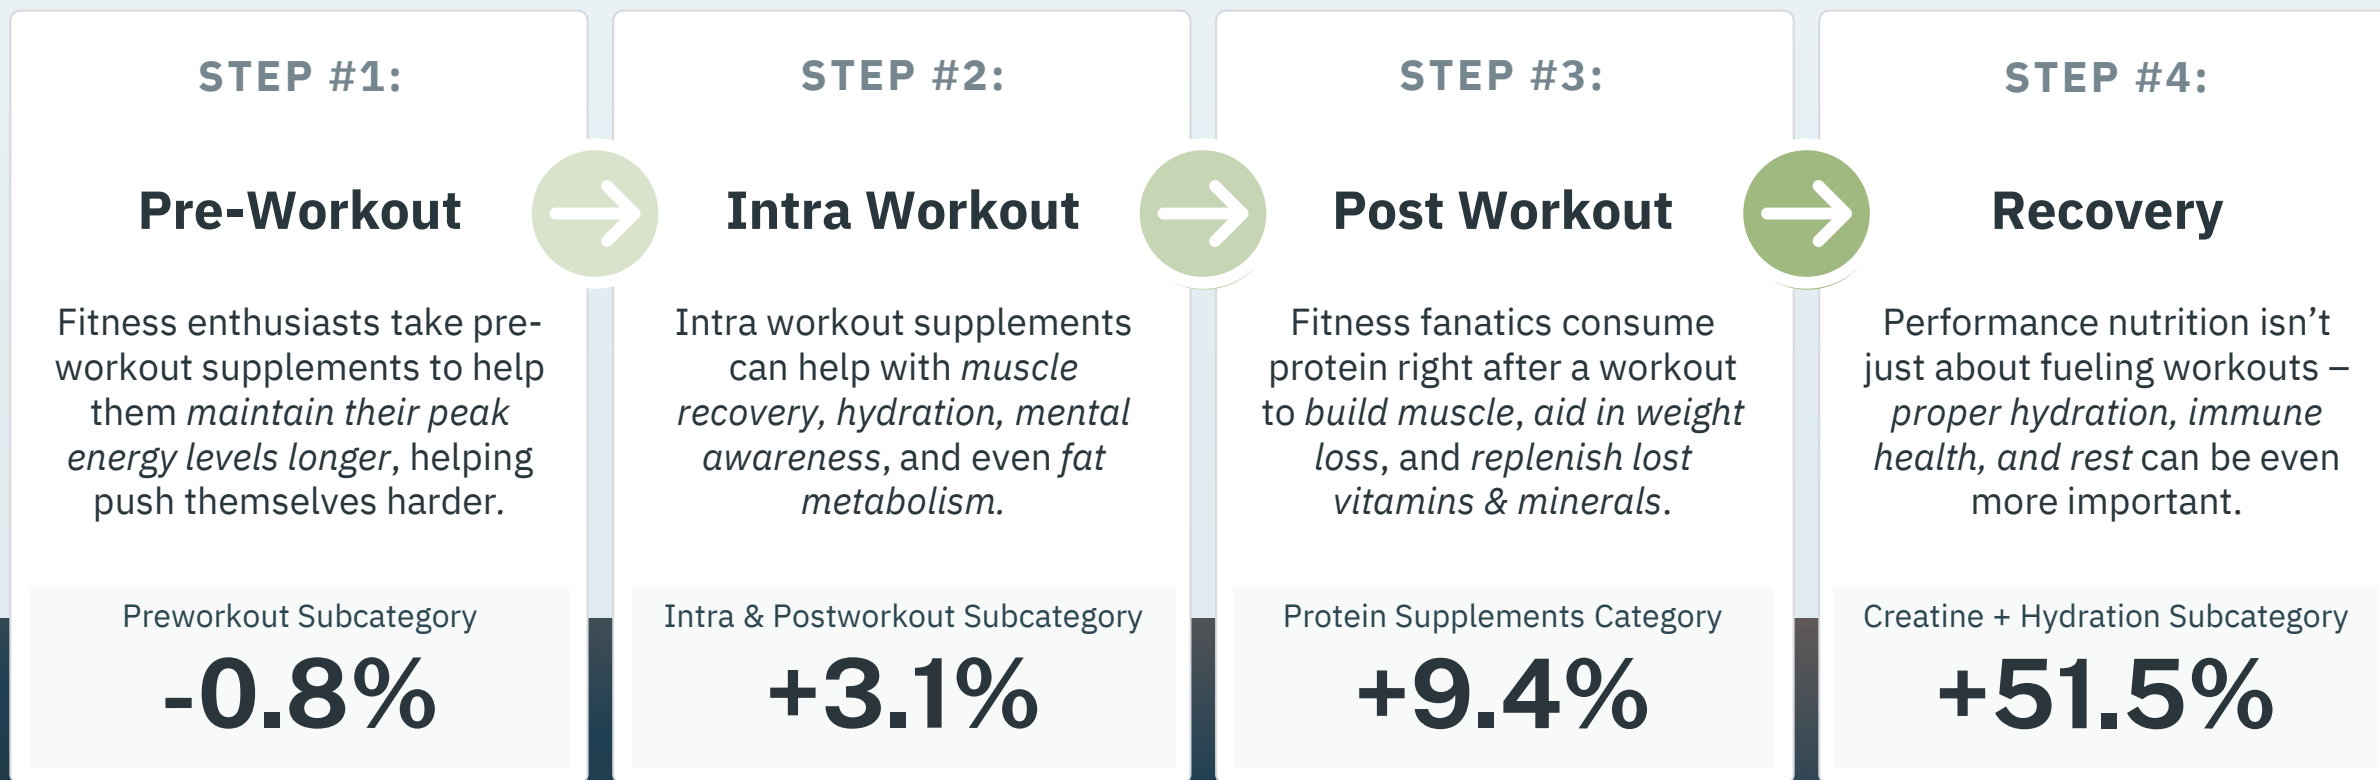 STEP #1:
Pre-Workout
Fitness enthusiasts take pre-
workout supplements to help
them maintain their peak
energy levels longer, helping
push themselves harder.
Preworkout Subcategory
-0.8%
STEP #2:
Intra Workout
Intra workout supplements
can help with muscle
recovery, hydration, mental
awareness, and even fat
metabolism.
Intra & Postworkout Subcategory
+3.1%
STEP #3:
Post Workout
Fitness fanatics consume
protein right after a workout
to build muscle, aid in weight
loss, and replenish lost
vitamins & minerals.
Protein Supplements Category
+9.4%
STEP #4:
Recovery
Performance nutrition isn’t
just about fueling workouts –
proper hydration, immune
health, and rest can be even
more important.
Creatine + Hydration Subcategory
+51.5%